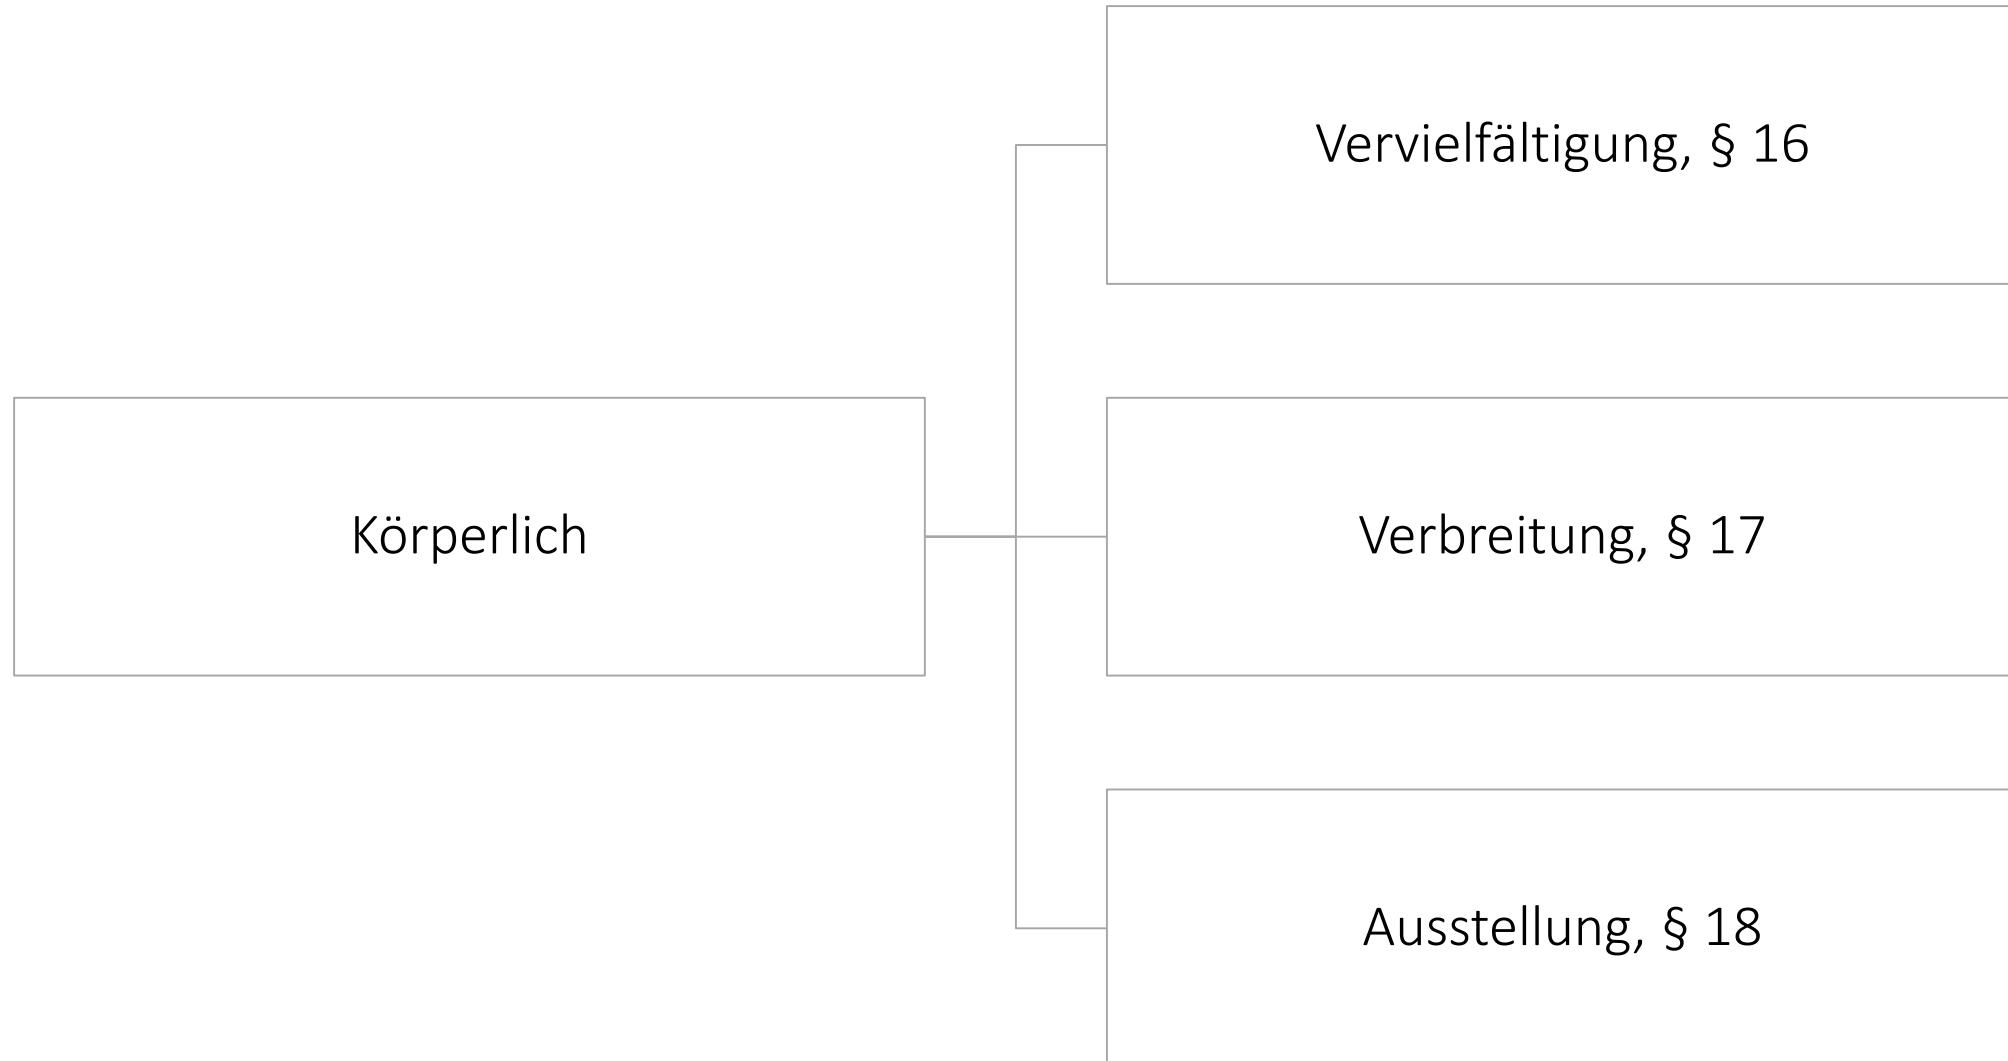 Vervielfältigung, § 16
Körperlich
Verbreitung, § 17
Ausstellung, § 18